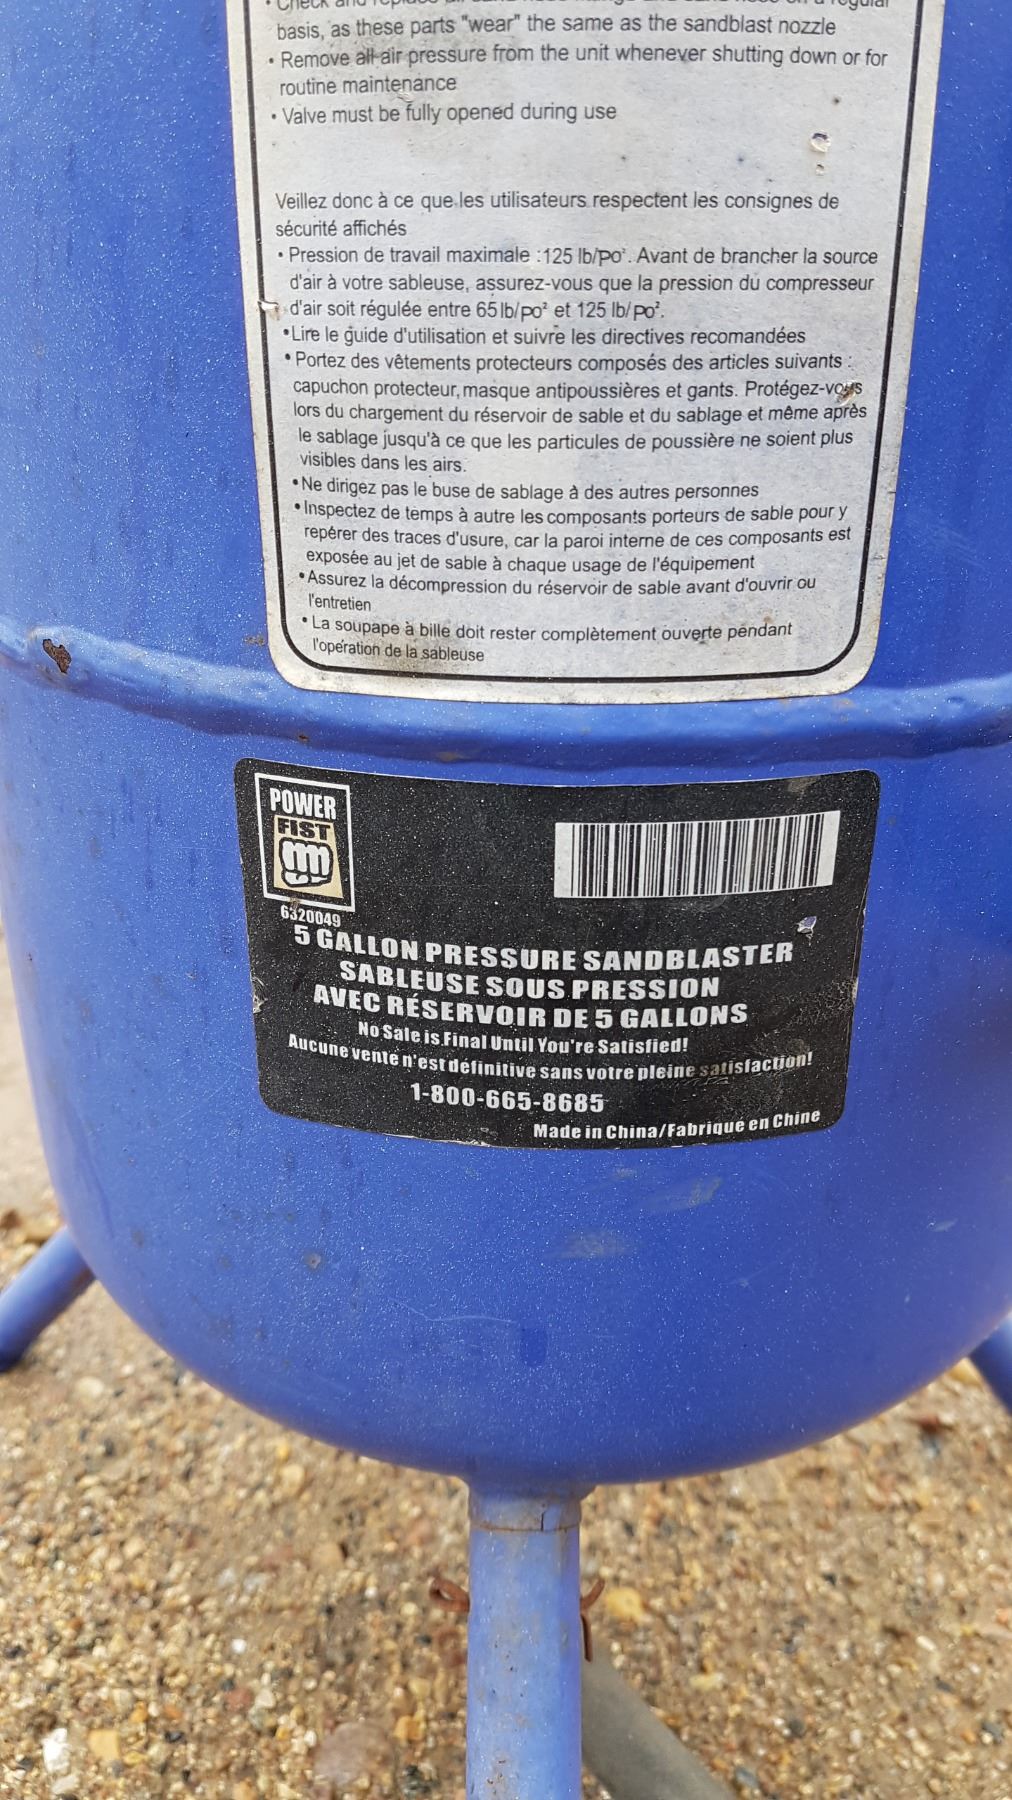 • Check and replace air
basis, as these parts "wear" the same as the sandblast nozzle
• Remove all air pressure from the unit whenever shutting down or for
routine maintenance
• Valve must be fully opened during use
Veillez donc à ce que les utilisateurs respectent les consignes de
sécurité affichés
• Pression de travail maximale :125 lb/po². Avant de brancher la source
d'air à votre sableuse, assurez-vous que la pression du compresseur
d'air soit régulée entre 65 lb/po² et 125 lb/po².
•Lire le guide d'utilisation et suivre les directives recomandées
• Portez des vêtements protecteurs composés des articles suivants :
capuchon protecteur, masque antipoussières et gants. Protégez-vous
lors du chargement du réservoir de sable et du sablage et même après
le sablage jusqu'à ce que les particules de poussière ne soient plus
visibles dans les airs.
•Ne dirigez pas le buse de sablage à des autres personnes
•Inspectez de temps à autre les composants porteurs de sable pour y
repérer des traces d'usure, car la paroi interne de ces composants est
exposée au jet de sable à chaque usage de l'équipement
•Assurez la décompression du réservoir de sable avant d'ouvrir ou
l'entretien
• La soupape à bille doit rester complètement ouverte pendant
l'opération de la sableuse
POWER
FIST
6320049
5 GALLON PRESSURE SANDBLASTER
SABLEUSE SOUS PRESSION
AVEC RÉSERVOIR DE 5 GALLONS
No Sale is Final Until You're Satisfied!
Aucune vente n'est définitive sans votre pleine satisfaction!
1-800-665-8685
Made in China/Fabriqué en Chine